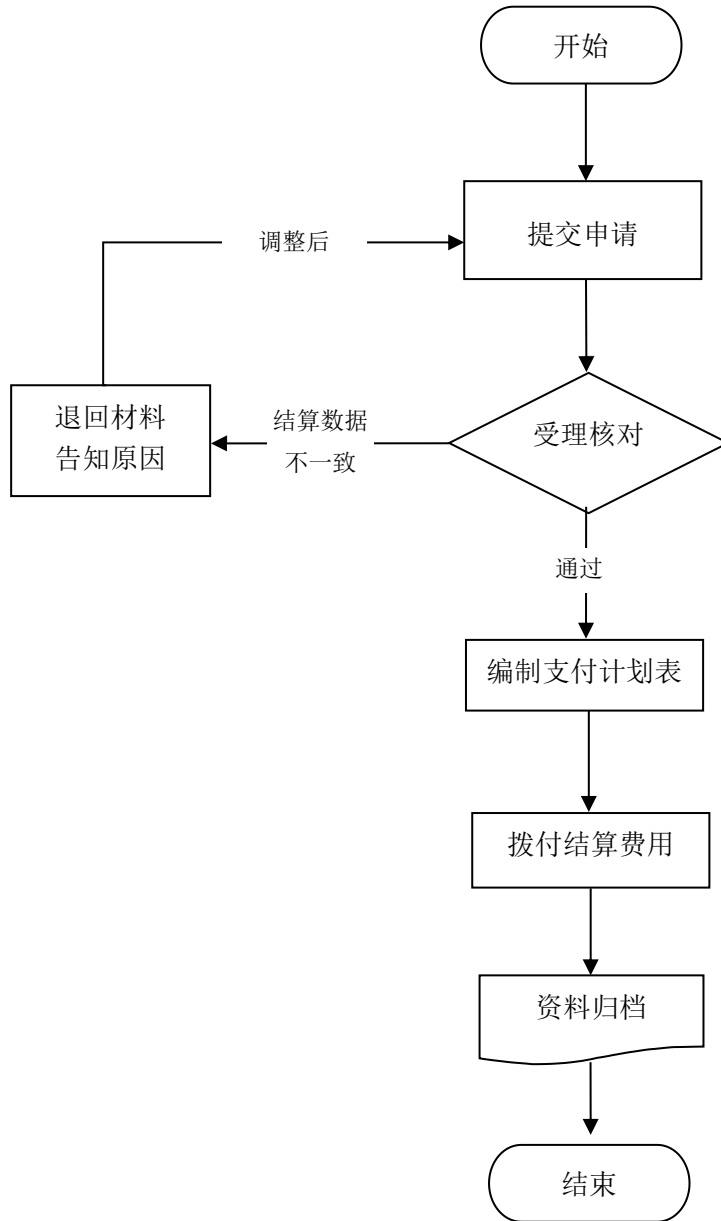 开始
提交申请
调整后
受理核对
结算数据
不一致
退回材料
告知原因
通过
编制支付计划表
拨付结算费用
资料归档
结束